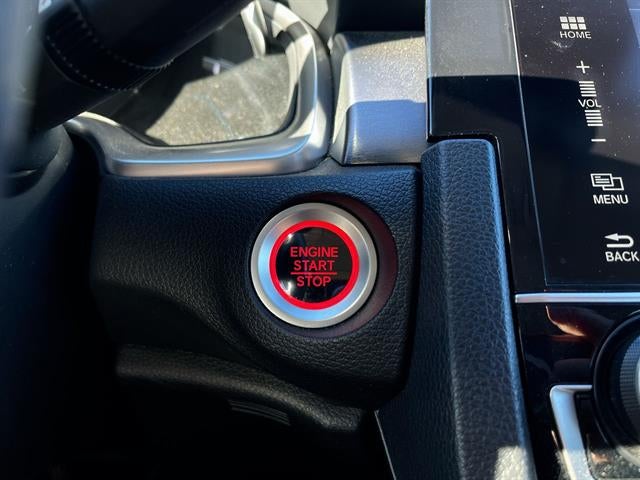 HOME
+
VOL
-
MENU
BACK
ENGINE
START
STOP